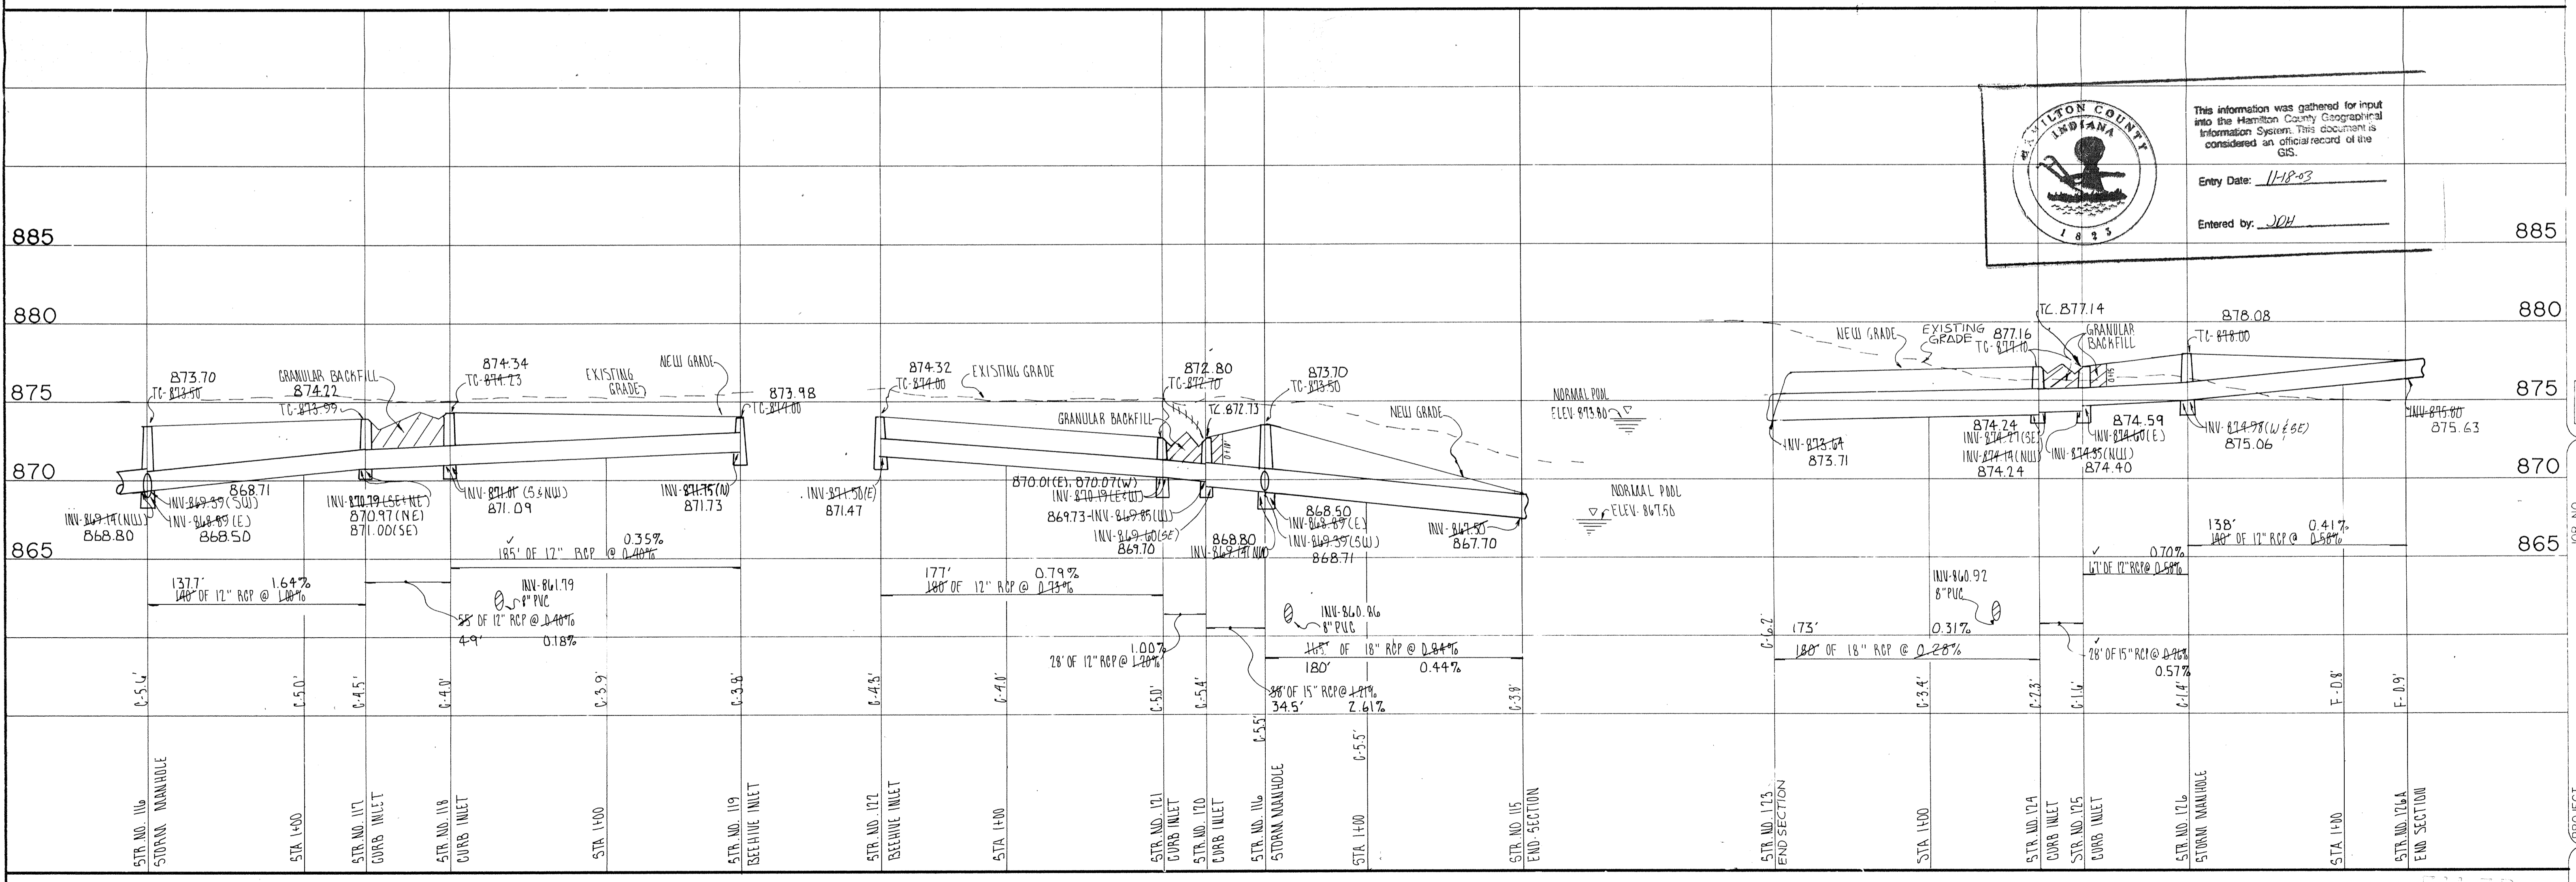 HAMILTON COUNTY
INDIANA
1823
This information was gathered for input
into the Hamilton County Geographical
Information System. This document is
considered an official record of the
GIS.
Entry Date: 11-18-03
Entered by: JDH
885
880
875
870
865
885
880
875
870
865
873.70
TC-873.50
GRANULAR BACKFILL
874.22
TC-873.99
874.34
TC-874.23
EXISTING
GRADE
NEW GRADE
873.98
TC-874.00
INV-869.14(NW)
868.80
868.71
INV-869.39(SW)
INV-868.89(E)
868.50
INV-870.79(SE&NE)
870.97(NE)
871.00(SE)
INV-871.01(S&NW)
871.09
INV-871.75(N)
871.73
137.7' 1.64%
140' OF 12" RCP @ 1.00%
55' OF 12" RCP @ 0.40%
49' 0.18%
0.35%
185' OF 12" RCP @ 0.40%
INV-861.79
8" PVC
874.32
TC-874.00
EXISTING GRADE
GRANULAR BACKFILL
872.80
TC-872.70
TC 872.73
873.70
TC-873.50
NEW GRADE
INV-871.50(E)
871.47
870.01(E), 870.07(W)
INV-870.19(E&W)
869.73-INV-869.85(W)
INV-869.60(SE)
869.70
868.80
INV-869.14(NW)
868.50
INV-868.89(E)
INV-869.39(SW)
868.71
INV-867.50
867.70
177' 0.79%
180' OF 12" RCP @ 0.73%
1.00%
28' OF 12" RCP @ 1.20%
38' OF 15" RCP @ 1.21%
34.5' 2.61%
INV-860.86
8" PVC
165' OF 18" RCP @ 0.84%
180' 0.44%
NORMAL POOL
ELEV-873.80
NORMAL POOL
ELEV. 867.50
NEW GRADE
EXISTING
GRADE
877.16
TC-877.10
TC. 877.14
GRANULAR
BACKFILL
878.08
TC-878.00
INV-873.64
873.71
874.24
INV-874.27(SE)
INV-874.14(NW)
874.24
874.59
INV-874.60(E)
INV-874.35(NW)
874.40
INV-874.98(W & SE)
875.06
INV-875.80
875.63
173' 0.31%
180' OF 18" RCP @ 0.28%
INV-860.92
8" PVC
28' OF 15" RCP @ 0.76%
0.57%
0.70%
67' OF 12" RCP @ 0.58%
138' 0.41%
140' OF 12" RCP @ 0.58%
C-5.6'
C-5.0'
C-4.5'
C-4.0'
C-3.9'
C-3.8'
C-4.3'
C-4.0'
C-5.0'
C-5.4'
C-5.5'
C-5.5'
C-3.8'
C-6.2'
C-3.4'
C-2.3'
C-1.6'
C-1.4'
F-0.8'
F-0.9'
STR. NO. 116
STORM MANHOLE
STA 1+00
STR. NO. 117
CURB INLET
STR. NO. 118
CURB INLET
STA 1+00
STR. NO. 119
BEEHIVE INLET
STR. NO. 122
BEEHIVE INLET
STA 1+00
STR. NO. 121
CURB INLET
STR. NO. 120
CURB INLET
STR. NO. 116
STORM MANHOLE
STA 1+00
STR NO 115
END-SECTION
STR. NO 123
END SECTION
STA 1+00
STR. NO. 124
CURB INLET
STR. NO. 125
CURB INLET
STR. NO. 126
STORM MANHOLE
STA 1+00
STR. NO. 126A
END SECTION
JOB NO.
PROJECT